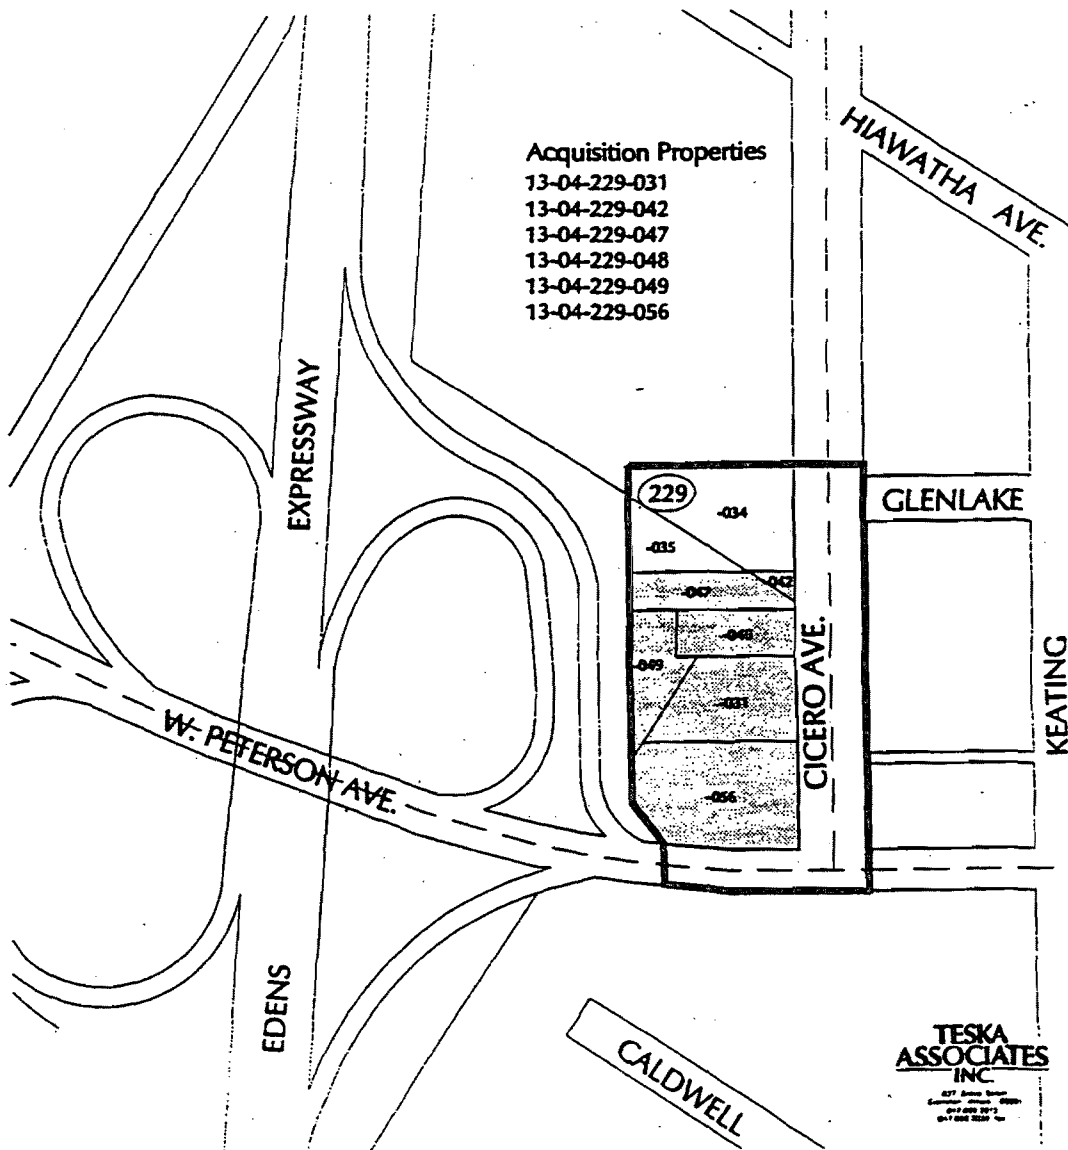 HIAWATHA AVE.
Acquisition Properties
13-04-229-031
13-04-229-042
13-04-229-047
13-04-229-048
13-04-229-049
13-04-229-056
EXPRESSWAY
229
-034
GLENLAKE
-035
-042
-047
-048
-049
-031
CICERO AVE.
KEATING
W. PETERSON AVE.
-056
EDENS
CALDWELL
TESKA
ASSOCIATES
INC.